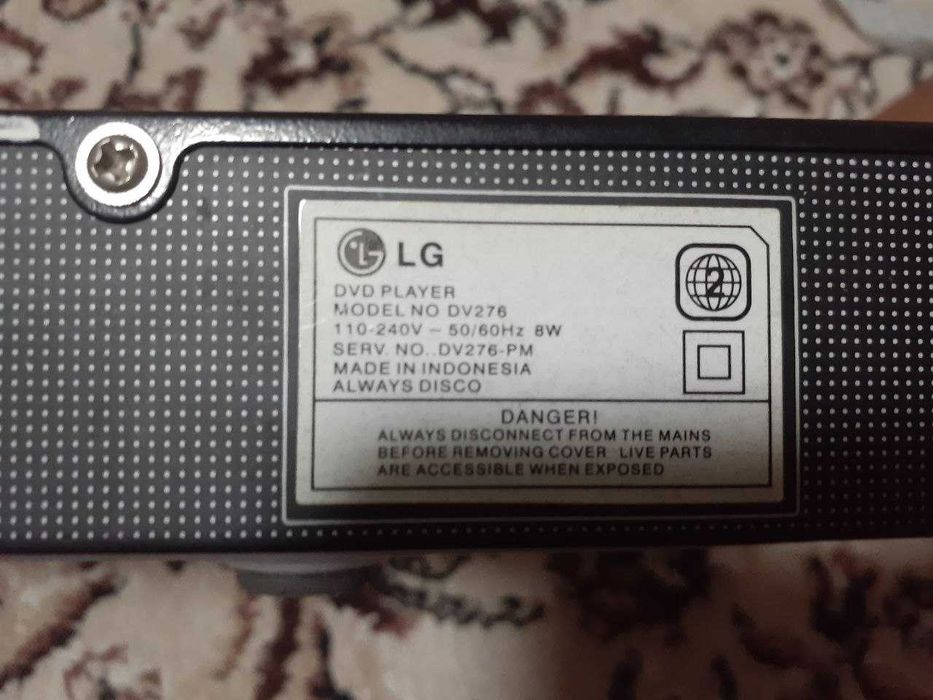 LG
DVD PLAYER
MODEL NO DV276
110-240V ~ 50/60Hz 8W
SERV. NO..DV276-PM
MADE IN INDONESIA
ALWAYS DISCO
2
DANGER!
ALWAYS DISCONNECT FROM THE MAINS
BEFORE REMOVING COVER LIVE PARTS
ARE ACCESSIBLE WHEN EXPOSED